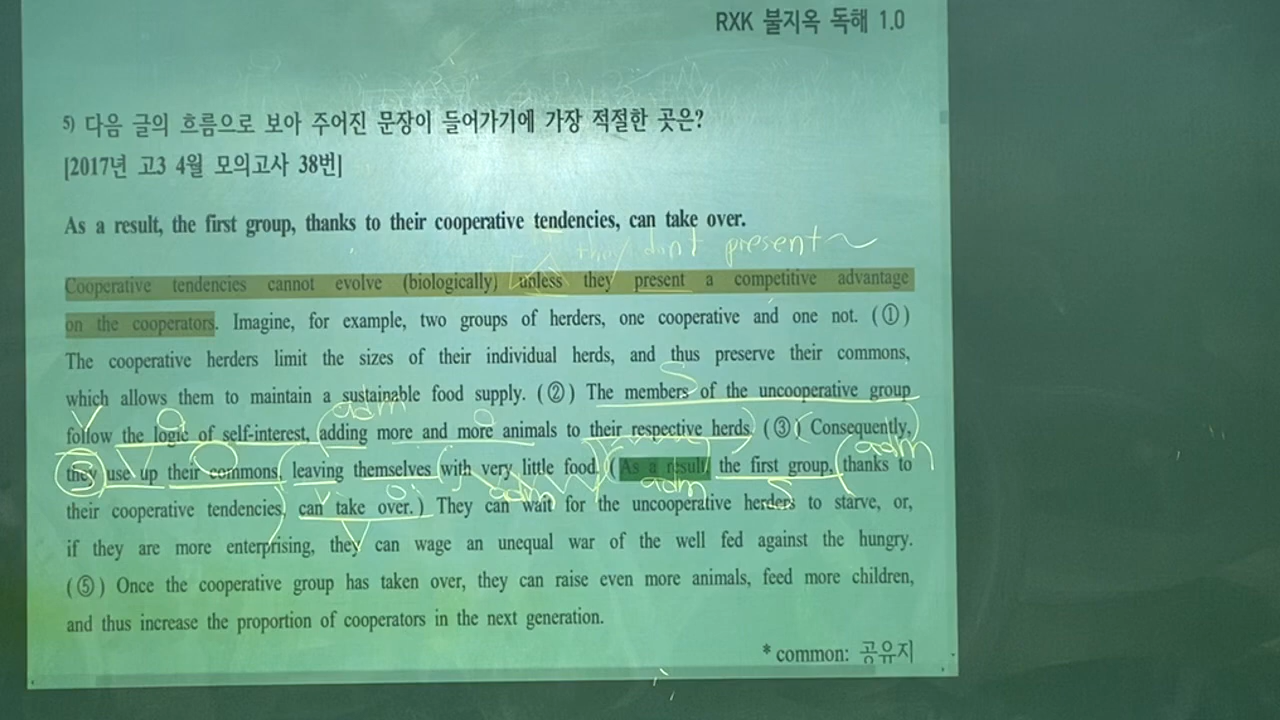 RXK 불지옥 독해 1.0
5) 다음 글의 흐름으로 보아 주어진 문장이 들어가기에 가장 적절한 곳은?
[2017년 고3 4월 모의고사 38번]
As a result, the first group, thanks to their cooperative tendencies, can take over.
they don't present~
Cooperative tendencies cannot evolve (biologically) unless they present a competitive advantage
on the cooperators. Imagine, for example, two groups of herders, one cooperative and one not. (①)
The cooperative herders limit the sizes of their individual herds, and thus preserve their commons,
S
which allows them to maintain a sustainable food supply. (②) The members of the uncooperative group
V O adm O adm
follow the logic of self-interest, adding more and more animals to their respective herds. (③) Consequently,
S V O
they use up their commons, leaving themselves with very little food. (As a result, the first group, thanks to
V O adm adm S
their cooperative tendencies, can take over.) They can wait for the uncooperative herders to starve, or,
V
if they are more enterprising, they can wage an unequal war of the well fed against the hungry.
(⑤) Once the cooperative group has taken over, they can raise even more animals, feed more children,
and thus increase the proportion of cooperators in the next generation.
* common: 공유지